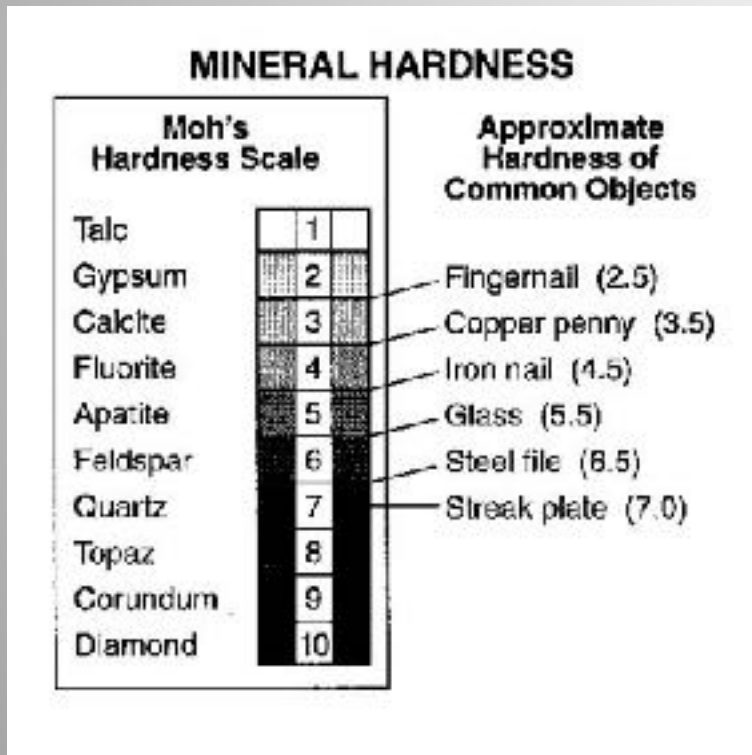 MINERAL HARDNESS
Moh's
Hardness Scale
Approximate
Hardness of
Common Objects
Talc 1
Gypsum 2
Calcite 3
Fluorite 4
Apatite 5
Feldspar 6
Quartz 7
Topaz 8
Corundum 9
Diamond 10
Fingernail (2.5)
Copper penny (3.5)
Iron nail (4.5)
Glass (5.5)
Steel file (6.5)
Streak plate (7.0)